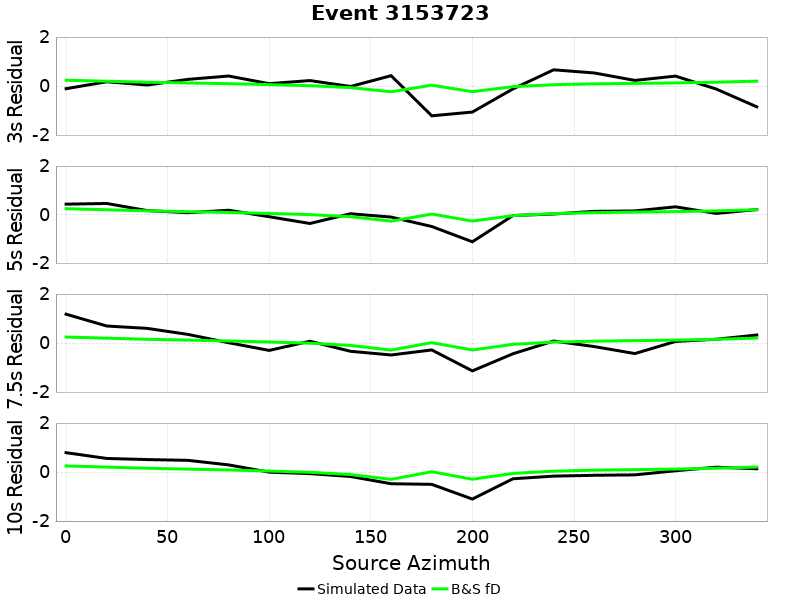 Event 3153723
3s Residual
2
0
-2
5s Residual
2
0
-2
7.5s Residual
2
0
-2
10s Residual
2
0
-2
0 50 100 150 200 250 300
Source Azimuth
Simulated Data B&S fD